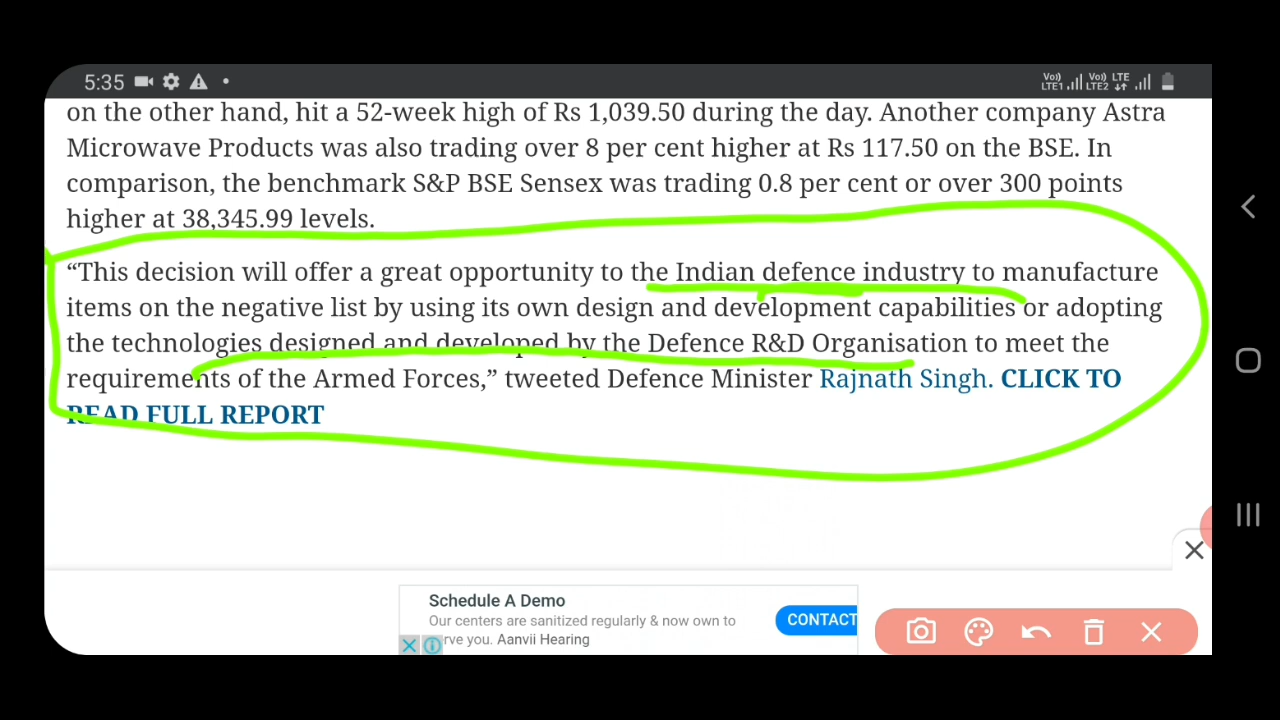 5:35
Vo)) LTE1 Vo)) LTE LTE2
on the other hand, hit a 52-week high of Rs 1,039.50 during the day. Another company Astra
Microwave Products was also trading over 8 per cent higher at Rs 117.50 on the BSE. In
comparison, the benchmark S&P BSE Sensex was trading 0.8 per cent or over 300 points
higher at 38,345.99 levels.
“This decision will offer a great opportunity to the Indian defence industry to manufacture
items on the negative list by using its own design and development capabilities or adopting
the technologies designed and developed by the Defence R&D Organisation to meet the
requirements of the Armed Forces,” tweeted Defence Minister Rajnath Singh. CLICK TO
READ FULL REPORT
Schedule A Demo
Our centers are sanitized regularly & now own to
rve you. Aanvii Hearing
CONTACT